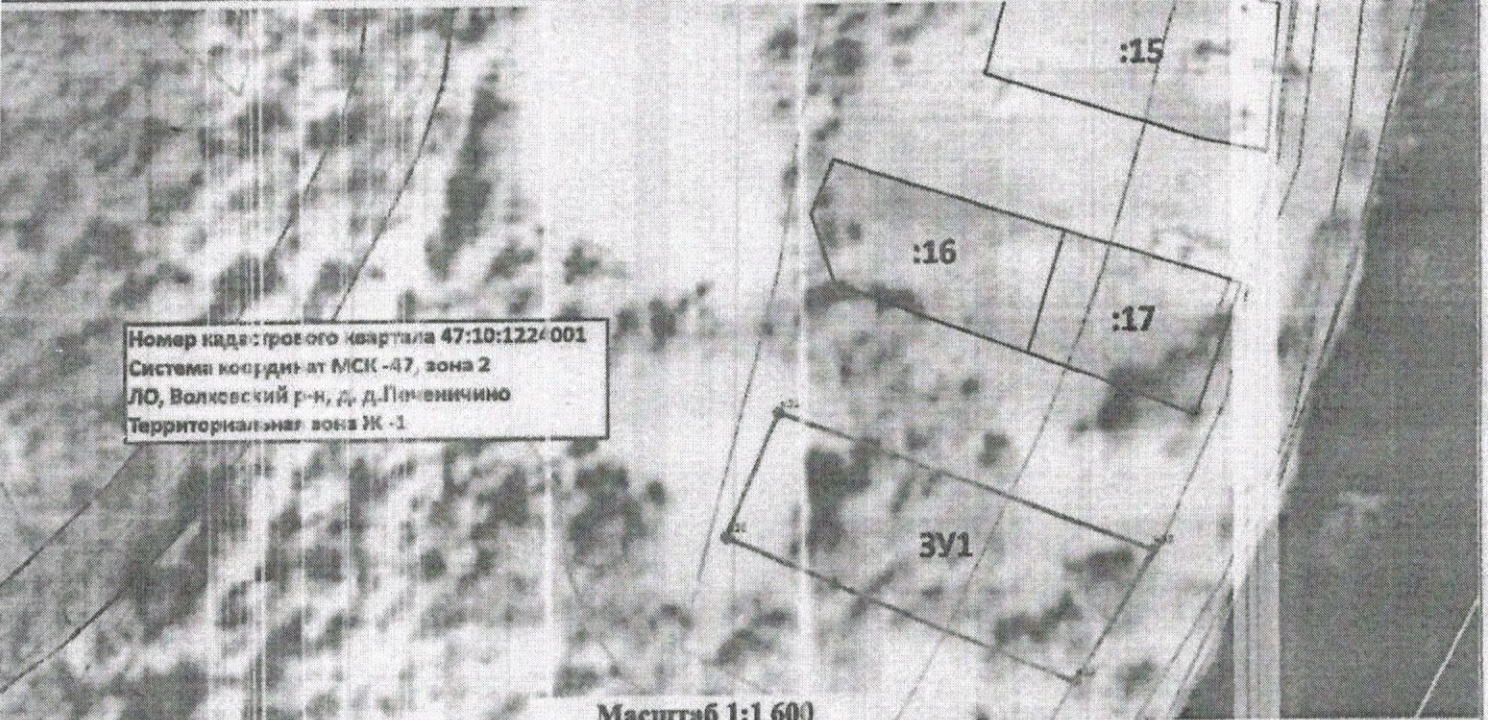 :15
:16
:17
Номер кадастрового квартала 47:10:1224001
Система координат МСК -47, зона 2
ЛО, Волховский р-н, д. д.Пченичино
Территориальная зона Ж -1
ЗУ1
Масштаб 1:1 600